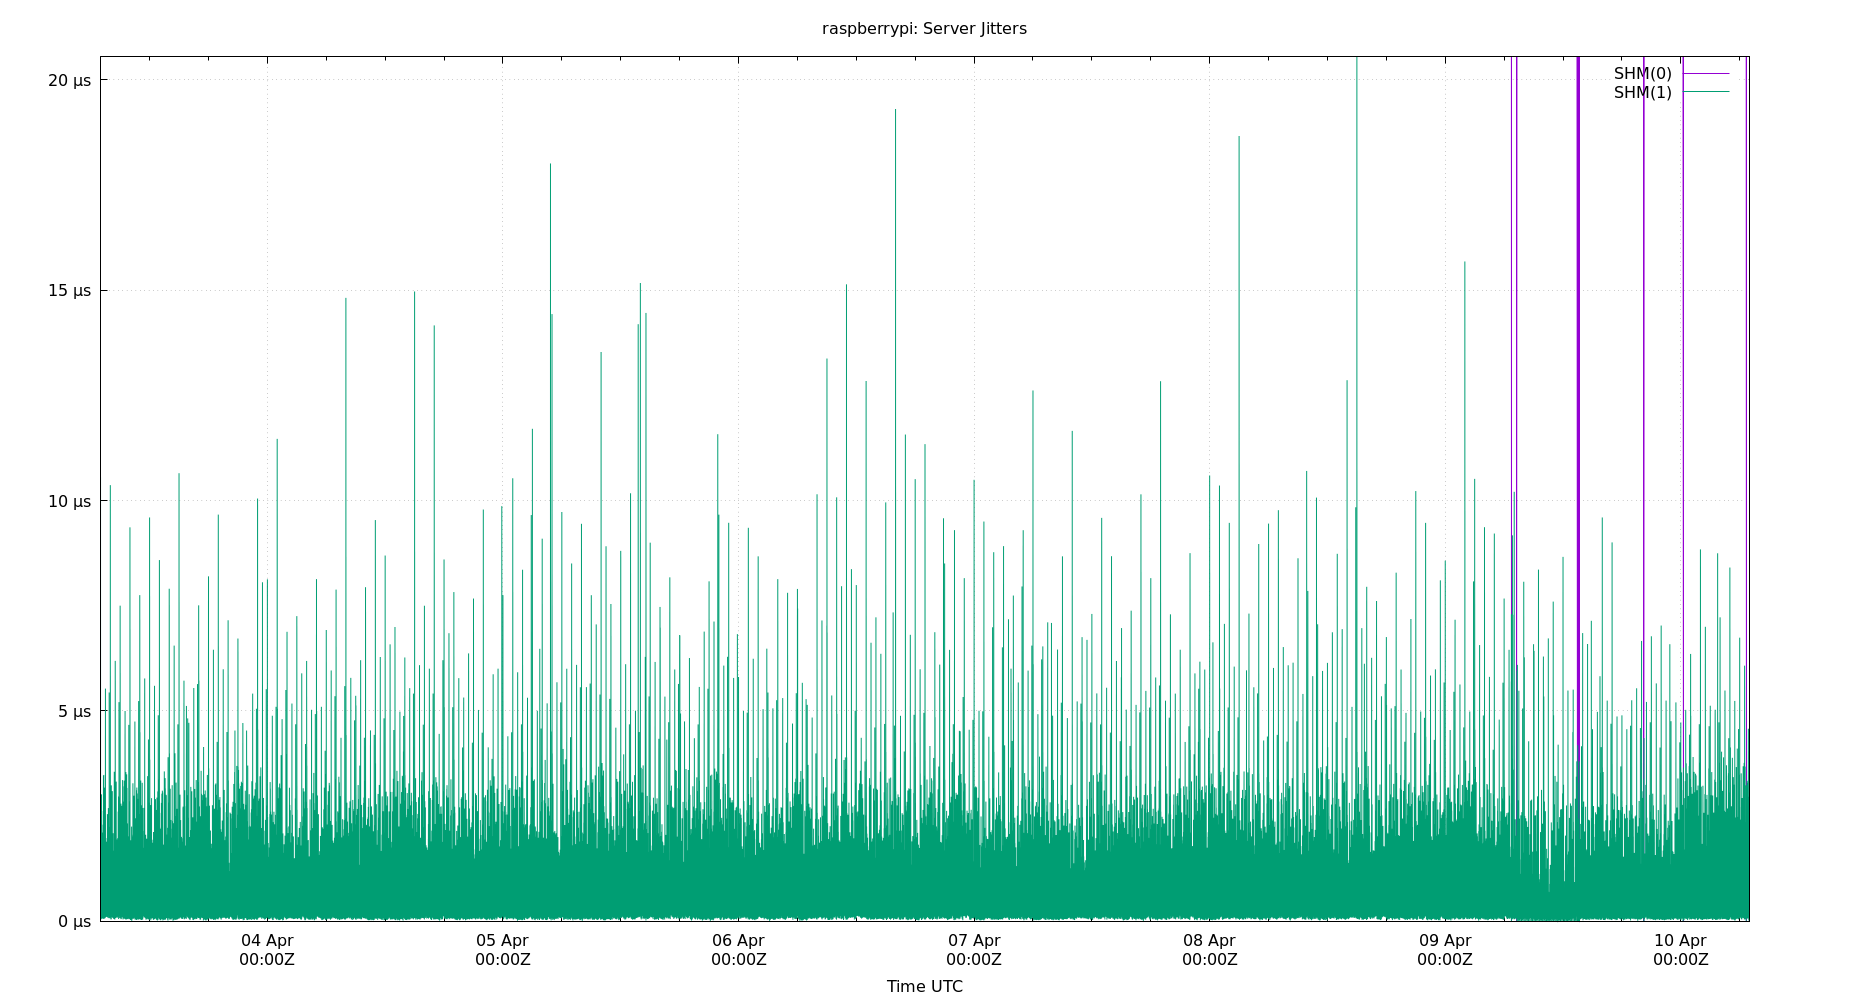 raspberrypi: Server Jitters
SHM(0)
SHM(1)
20 µs
15 µs
10 µs
5 µs
0 µs
04 Apr
00:00Z
05 Apr
00:00Z
06 Apr
00:00Z
07 Apr
00:00Z
08 Apr
00:00Z
09 Apr
00:00Z
10 Apr
00:00Z
Time UTC